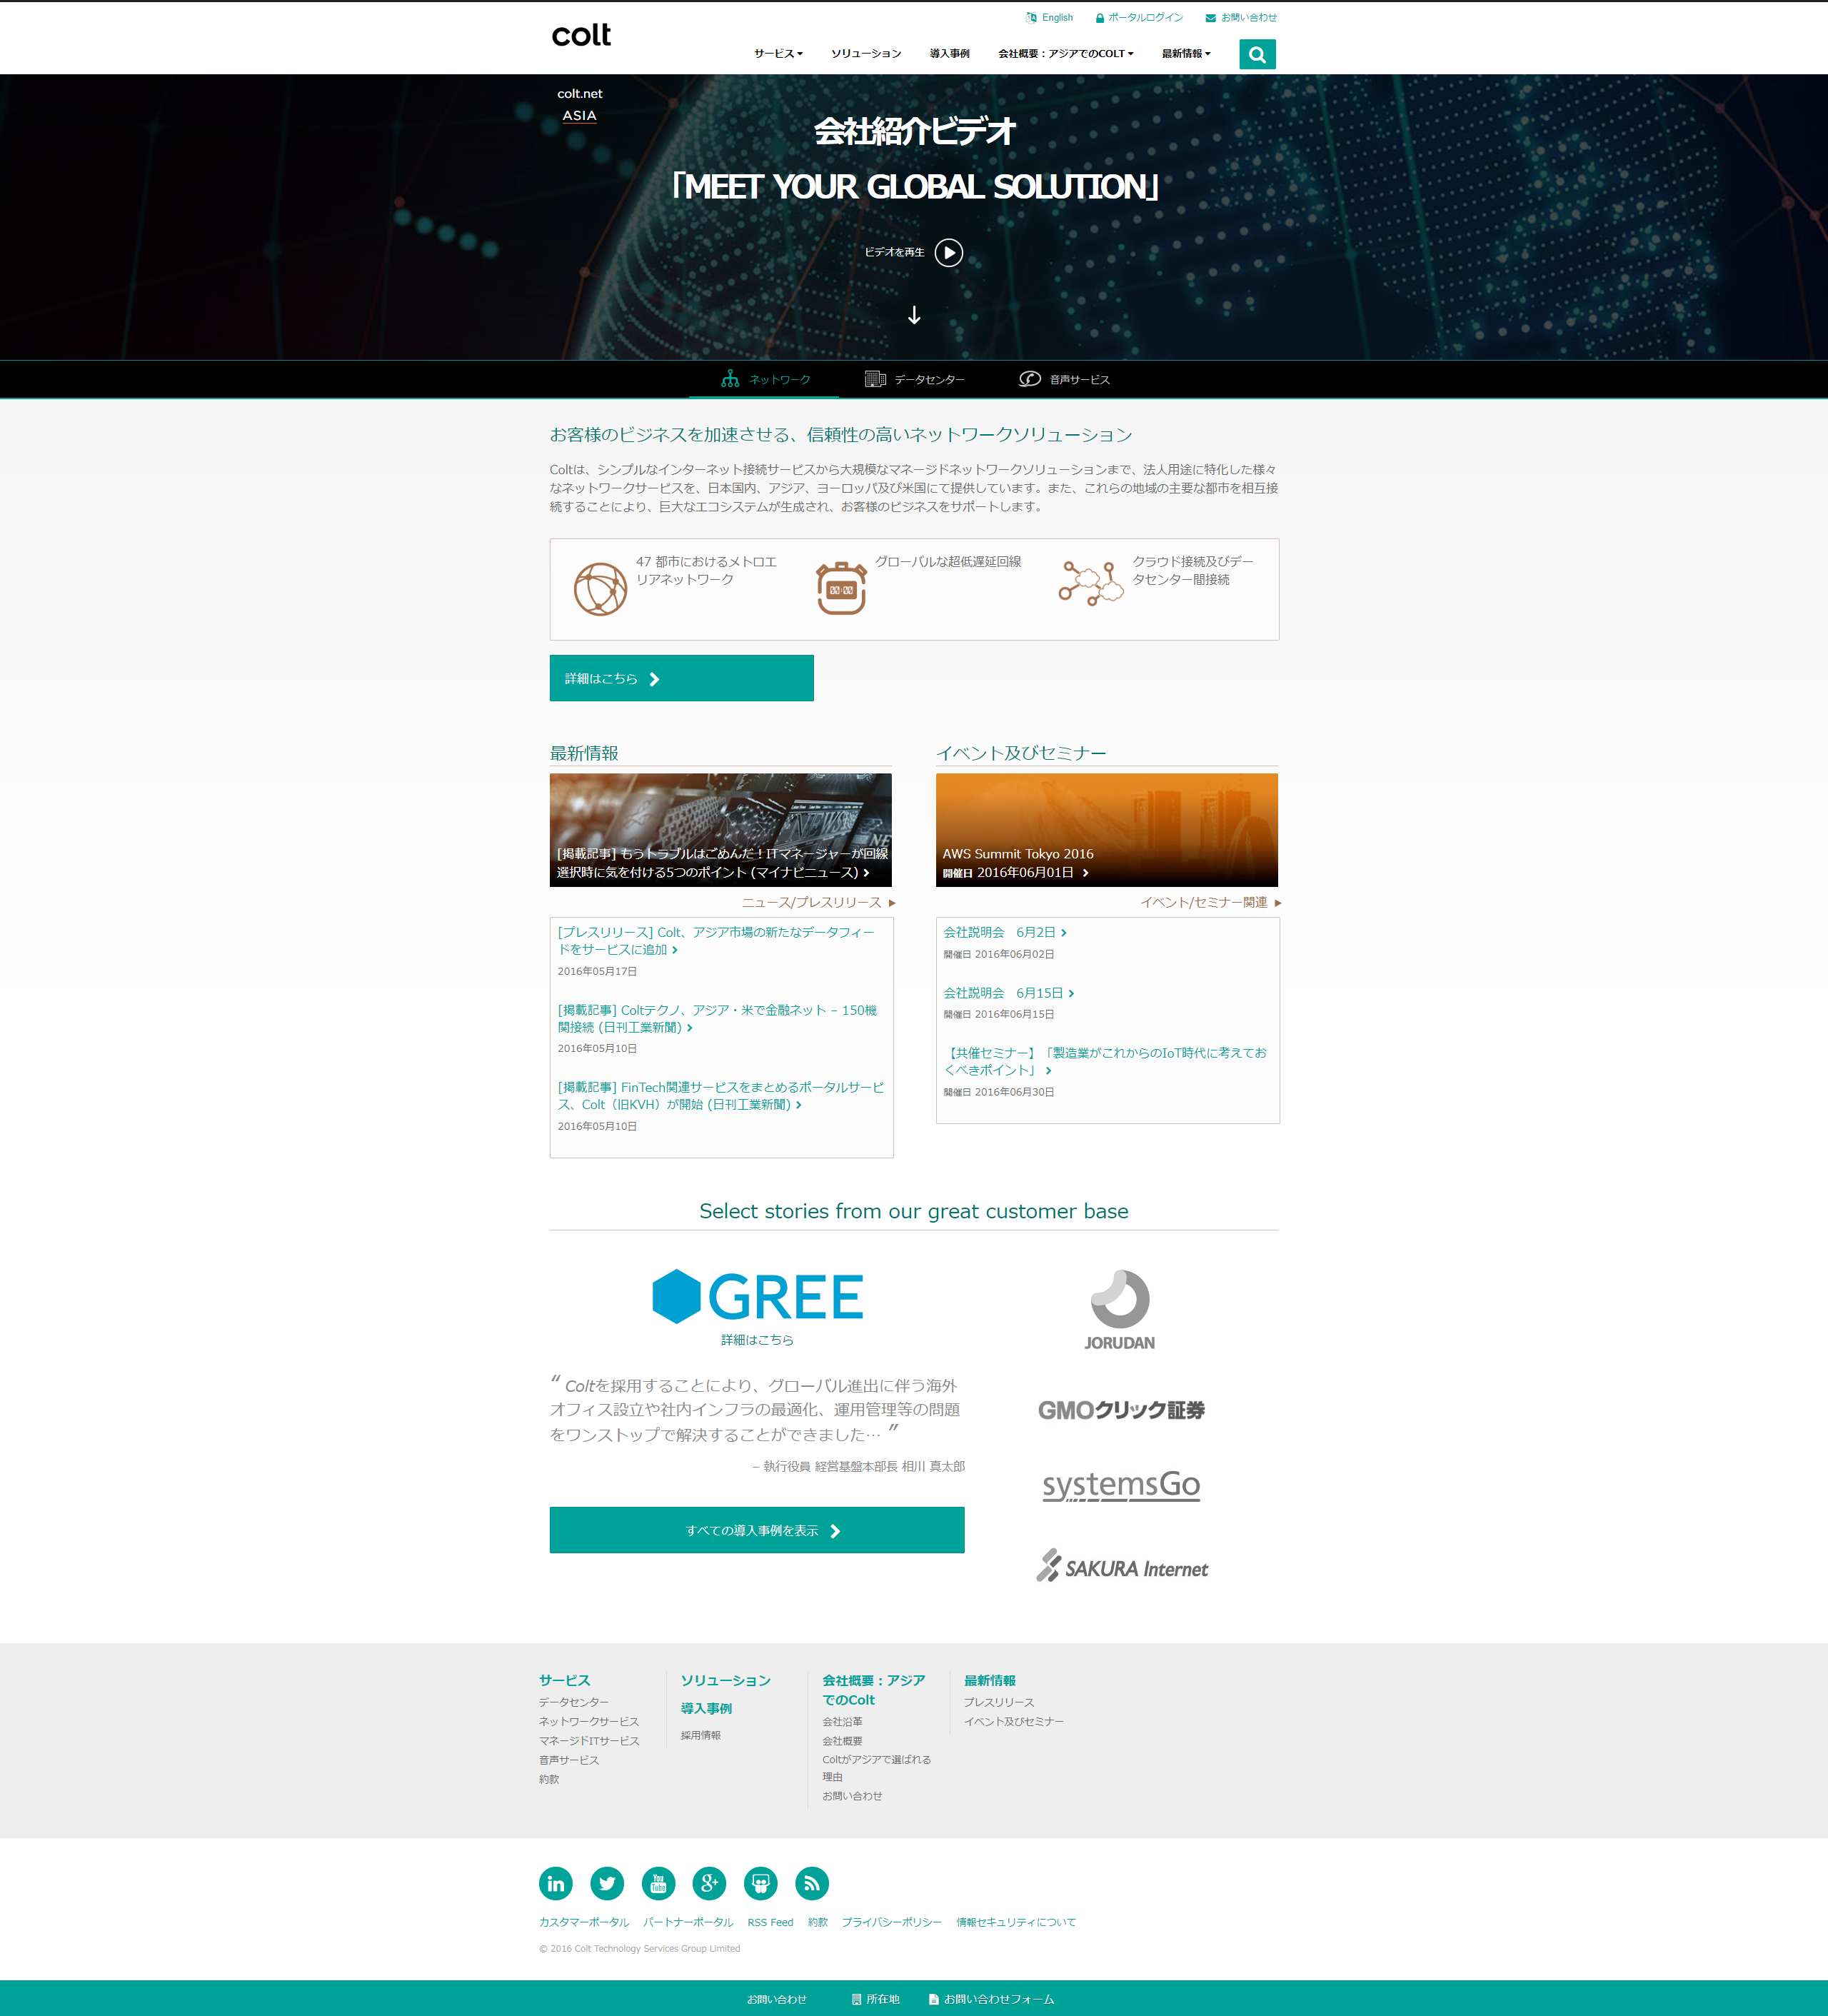 colt
English
ポータルログイン
お問い合わせ
サービス
ソリューション
導入事例
会社概要：アジアでのCOLT
最新情報
colt.net
ASIA
会社紹介ビデオ
「MEET YOUR GLOBAL SOLUTION」
ビデオを再生
ネットワーク
データセンター
音声サービス
お客様のビジネスを加速させる、信頼性の高いネットワークソリューション
Coltは、シンプルなインターネット接続サービスから大規模なマネージドネットワークソリューションまで、法人用途に特化した様々
なネットワークサービスを、日本国内、アジア、ヨーロッパ及び米国にて提供しています。また、これらの地域の主要な都市を相互接
続することにより、巨大なエコシステムが生成され、お客様のビジネスをサポートします。
47 都市におけるメトロエ
リアネットワーク
00:00
グローバルな超低遅延回線
クラウド接続及びデー
タセンター間接続
詳細はこちら
最新情報
[掲載記事] もうトラブルはごめんだ！ITマネージャーが回線
選択時に気を付ける5つのポイント (マイナビニュース)
ニュース/プレスリリース
[プレスリリース] Colt、アジア市場の新たなデータフィー
ドをサービスに追加
2016年05月17日
[掲載記事] Coltテクノ、アジア・米で金融ネット – 150機
関接続 (日刊工業新聞)
2016年05月10日
[掲載記事] FinTech関連サービスをまとめるポータルサービ
ス、Colt（旧KVH）が開始 (日刊工業新聞)
2016年05月10日
イベント及びセミナー
AWS Summit Tokyo 2016
開催日 2016年06月01日
イベント/セミナー関連
会社説明会　6月2日
開催日 2016年06月02日
会社説明会　6月15日
開催日 2016年06月15日
【共催セミナー】「製造業がこれからのIoT時代に考えてお
くべきポイント」
開催日 2016年06月30日
Select stories from our great customer base
GREE
詳細はこちら
“ Coltを採用することにより、グローバル進出に伴う海外
オフィス設立や社内インフラの最適化、運用管理等の問題
をワンストップで解決することができました… ”
– 執行役員 経営基盤本部長 相川 真太郎
すべての導入事例を表示
JORUDAN
GMOクリック証券
systemsGo
SAKURA Internet
サービス
データセンター
ネットワークサービス
マネージドITサービス
音声サービス
約款
ソリューション
導入事例
採用情報
会社概要：アジア
でのColt
会社沿革
会社概要
Coltがアジアで選ばれる
理由
お問い合わせ
最新情報
プレスリリース
イベント及びセミナー
in
You Tube
g+
カスタマーポータル
パートナーポータル
RSS Feed
約款
プライバシーポリシー
情報セキュリティについて
© 2016 Colt Technology Services Group Limited
お問い合わせ
所在地
お問い合わせフォーム